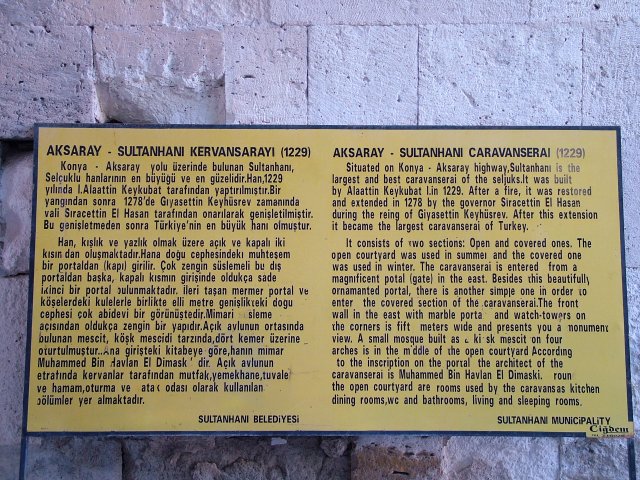 AKSARAY - SULTANHANI KERVANSARAYI (1229)
Konya - Aksaray yolu üzerinde bulunan Sultanhanı,
Selçuklu hanlarının en büyüğü ve en güzelidir.Han,1229
yılında I.Alaattin Keykubat tarafından yaptırılmıştır.Bir
yangından sonra 1278'de Gıyasettin Keyhüsrev zamanında
vali Siracettin El Hasan tarafından onarılarak genişletilmiştir.
Bu genişletmeden sonra Türkiye'nin en büyük hanı olmuştur.
Han, kışlık ve yazlık olmak üzere açık ve kapalı iki
kısımdan oluşmaktadır.Hana doğu cephesindeki muhteşem
bir portaldan (kapı) girilir. Çok zengin süslemeli bu dış
portaldan başka, kapalı kısmın girişinde oldukça sade
ikinci bir portal bulunmaktadır. İleri taşan mermer portal ve
köşelerdeki kulelerle birlikte elli metre genişlikteki doğu
cephesi çok abidevi bir görünüştedir.Mimari sleme
açısından oldukça zengin bir yapıdır.Açık avlunun ortasında
bulunan mescit, köşk mescidi tarzında,dört kemer üzerine
oturtulmuştur.Ana girişteki kitabeye göre,hanın mimarı
Muhammed Bin Havlan El Dimask' dir. Açık avlunun
etrafında kervanlar tarafından mutfak,yemekhane,tuvalet
ve hamam,oturma ve atak odası olarak kullanılan
bölümler yer almaktadır.
SULTANHANI BELEDİYESİ
AKSARAY - SULTANHANI CARAVANSERAI (1229)
Situated on Konya - Aksaray highway,Sultanhanı is the
largest and best caravanserai of the seljuks.It was built
by Alaattin Keykubat I.in 1229. After a fire, it was restored
and extended in 1278 by the governor Siracettin El Hasan
during the reing of Gıyasettin Keyhüsrev. After this extension
it became the largest caravanserai of Turkey.
It consists of two sections: Open and covered ones. The
open courtyard was used in summer and the covered one
was used in winter. The caravanserai is entered from a
magnificent potal (gate) in the east. Besides this beautifully
ornamanted portal, there is another simple one in order to
enter the covered section of the caravanserai.The front
wall in the east with marble porta and watch-towers on
the corners is fift meters wide and presents you a monument
view. A small mosque built as a ki sk mescit on four
arches is in the middle of the open courtyard According
to the inscription on the portal the architect of the
caravanserai is Muhammed Bin Havlan El Dimaski. roun
the open courtyard are rooms used by the caravansas kitchen
dining rooms,wc and bathrooms, living and sleeping rooms.
SULTANHANI MUNICIPALITY
Çiğdem